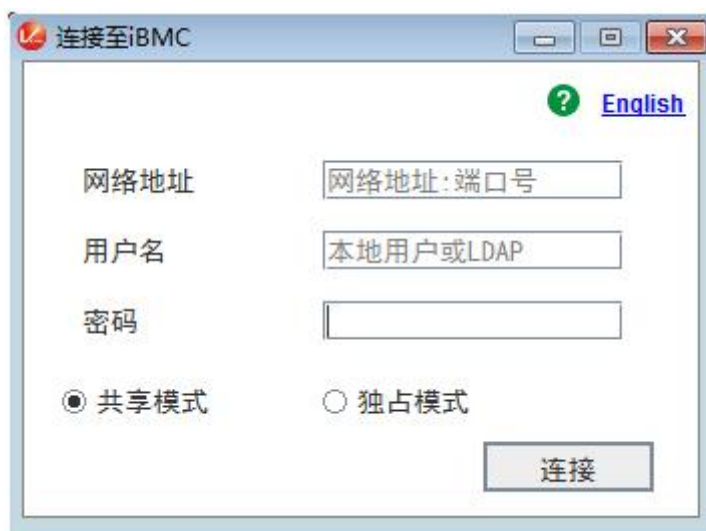 连接至iBMC
English
网络地址 网络地址:端口号
用户名 本地用户或LDAP
密码
共享模式 独占模式
连接